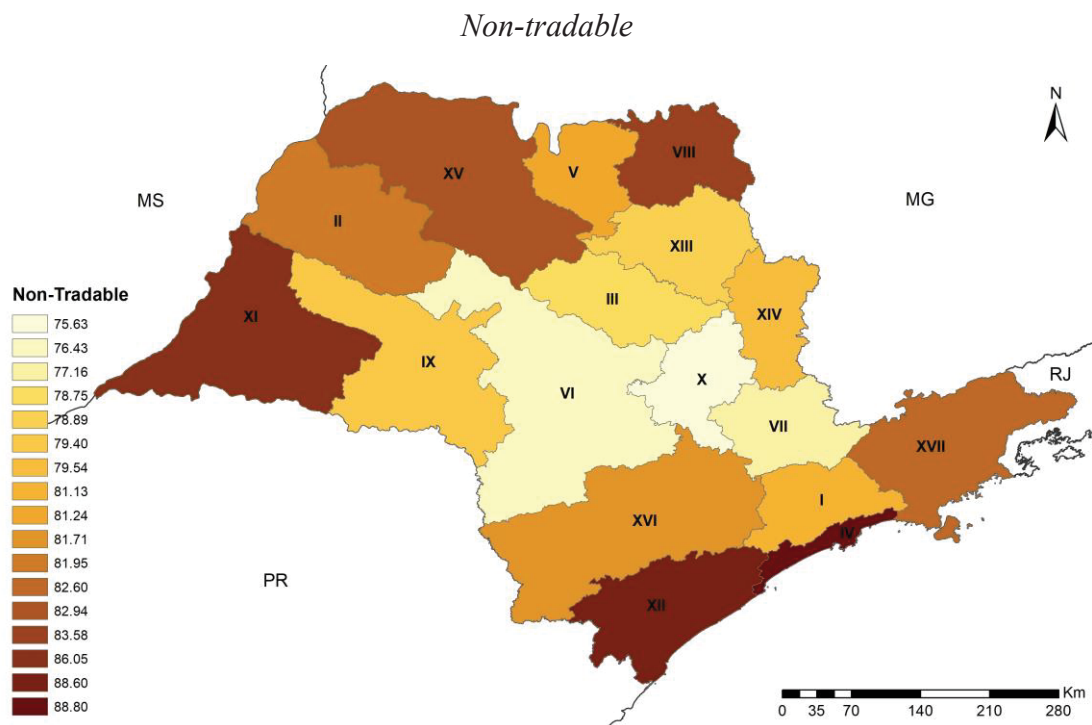 Non-tradable
N
MS
MG
XV
V
VIII
II
XIII
III
XI
XIV
IX
X
VI
VII
RJ
XVII
I
IV
XVI
PR
XII
Non-Tradable
75.63
76.43
77.16
78.75
78.89
79.40
79.54
81.13
81.24
81.71
81.95
82.60
82.94
83.58
86.05
88.60
88.80
Km
0 35 70 140 210 280